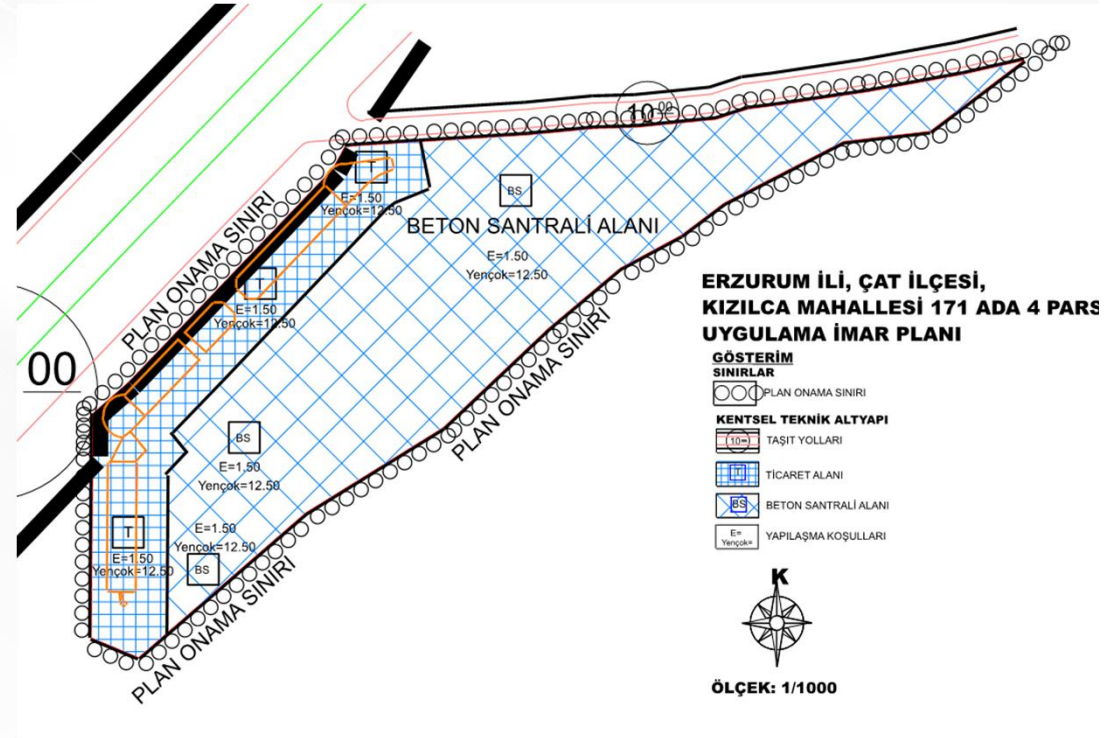 10.00
T
E=1.50
Yençok=12.50
BS
BETON SANTRALİ ALANI
E=1.50
Yençok=12.50
PLAN ONAMA SINIRI
T
E=1.50
Yençok=12.50
00
PLAN ONAMA SINIRI
BS
E=1.50
Yençok=12.50
E=1.50
Yençok=12.50
BS
T
E=1.50
Yençok=12.50
PLAN ONAMA SINIRI
ERZURUM İLİ, ÇAT İLÇESİ,
KIZILCA MAHALLESİ 171 ADA 4 PARS
UYGULAMA İMAR PLANI
GÖSTERİM
SINIRLAR
PLAN ONAMA SINIRI
KENTSEL TEKNİK ALTYAPI
TAŞIT YOLLARI
T TİCARET ALANI
BS BETON SANTRALİ ALANI
E=
Yençok= YAPILAŞMA KOŞULLARI
K
ÖLÇEK: 1/1000